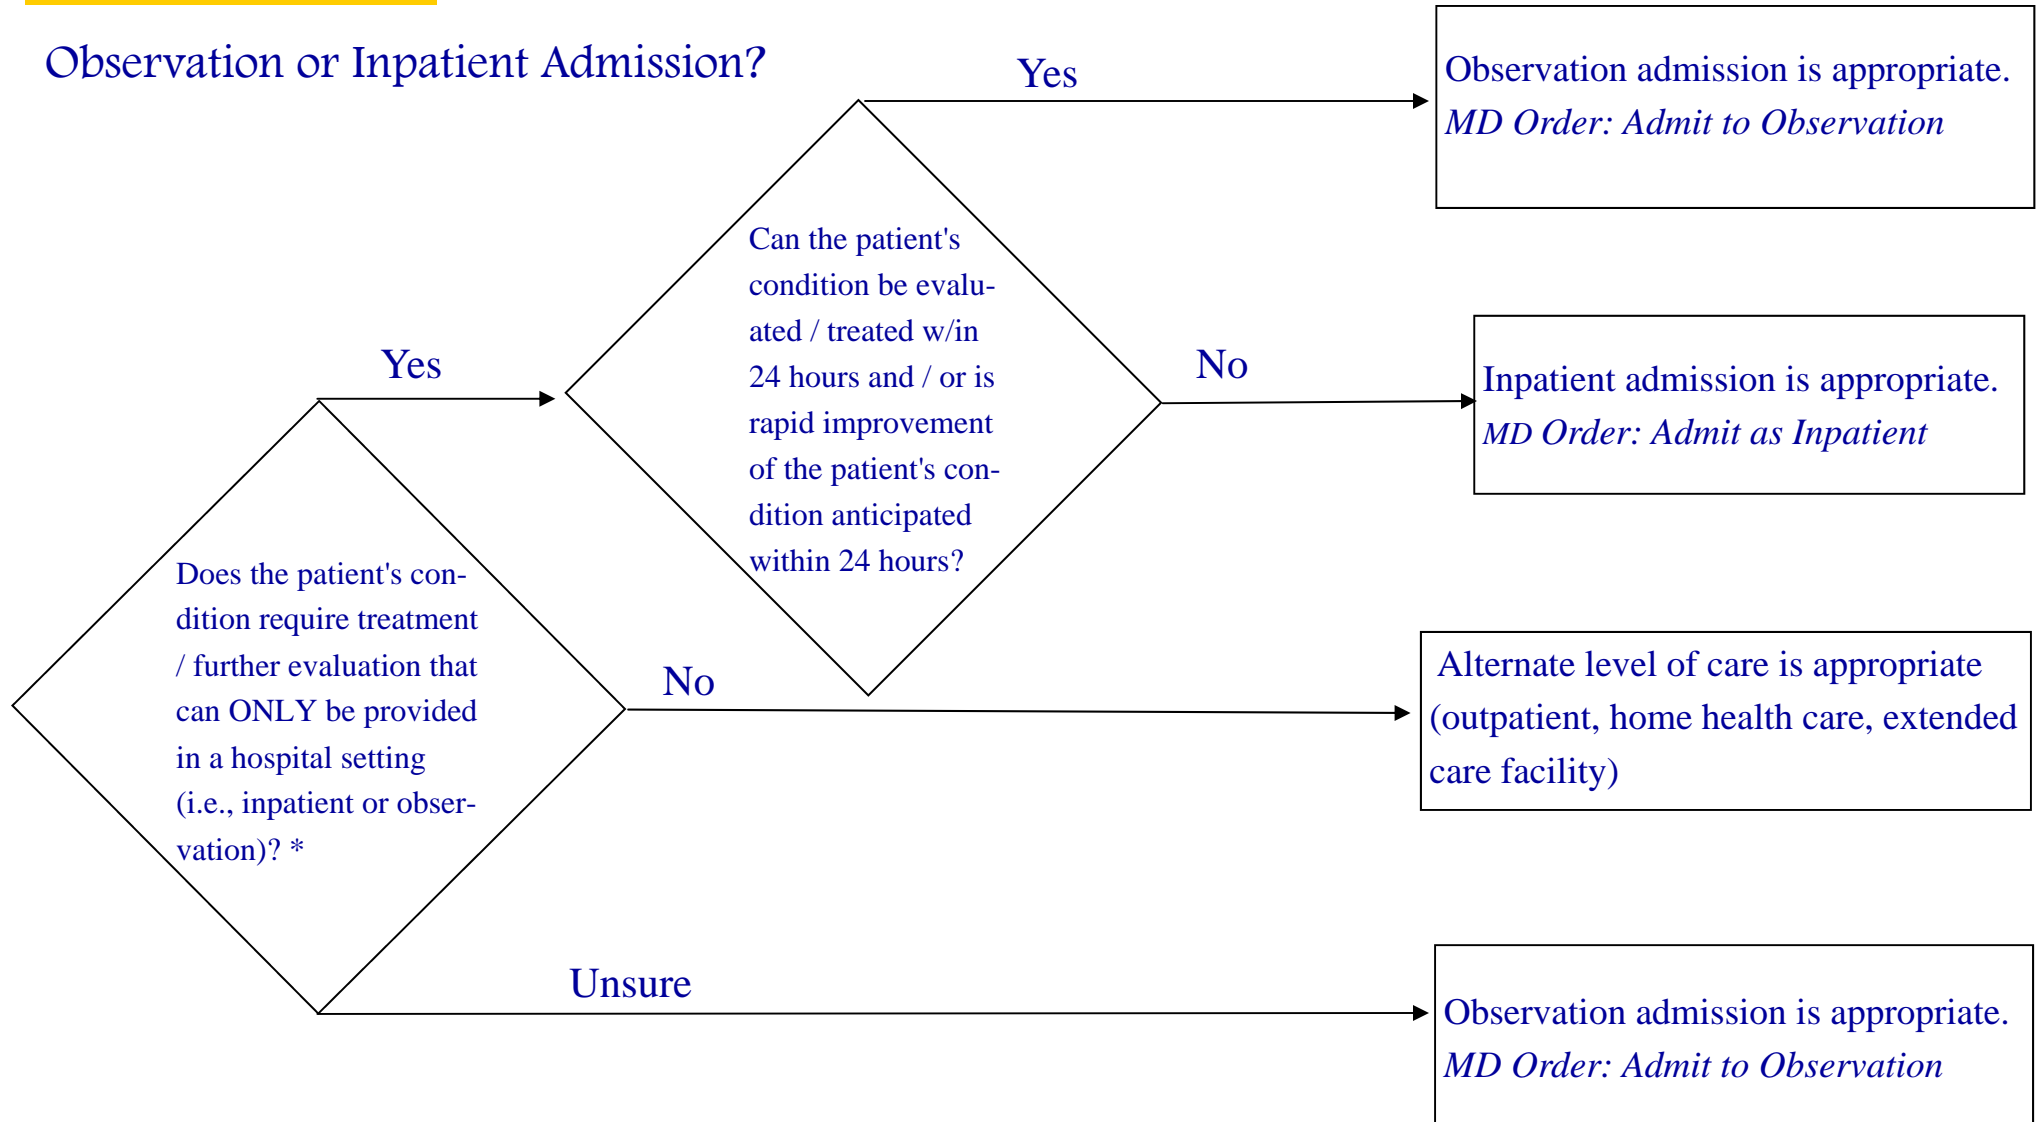 Observation or Inpatient Admission?
Yes
Observation admission is appropriate.
MD Order: Admit to Observation
Can the patient's
condition be evalu-
ated / treated w/in
24 hours and / or is
rapid improvement
of the patient's con-
dition anticipated
within 24 hours?
Yes
No
Inpatient admission is appropriate.
MD Order: Admit as Inpatient
Does the patient's con-
dition require treatment
/ further evaluation that
can ONLY be provided
in a hospital setting
(i.e., inpatient or obser-
vation)? *
No
Alternate level of care is appropriate
(outpatient, home health care, extended
care facility)
Unsure
Observation admission is appropriate.
MD Order: Admit to Observation